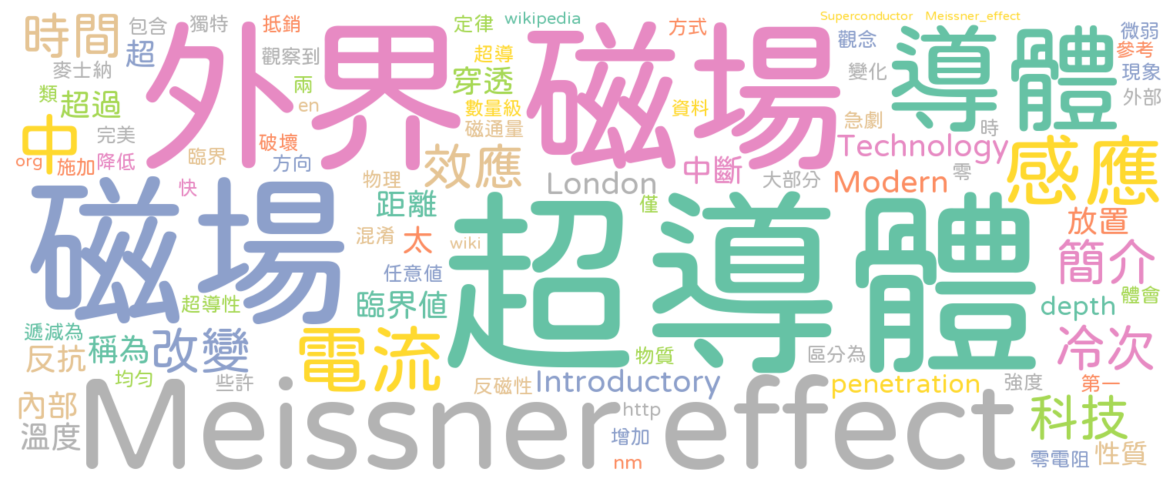 時間
包含
獨特
抵銷
定律
wikipedia
方式
Superconductor
Meissner_effect
微弱
超
外界
磁場
導體
觀念
參考
麥士納
觀察到
超導
穿透
變化
現象
類
超過
兩
en
數量級
資料
外部
中
完美
磁通量
急劇
時
破壞
org
施加
降低
臨界
方向
效應
中斷
Technology
感應
快
物理
London
大部分
Modern
零
磁場
距離
僅
超導體
放置
混淆
太
wiki
簡介
任意值
超導性
臨界值
depth
體會
遞減為
稱為
改變
電流
物質
區分為
冷次
反抗
均勻
些許
反磁性
Introductory
penetration
強度
第一
內部
Meissner effect
http
科技
溫度
增加
nm
零電阻
性質